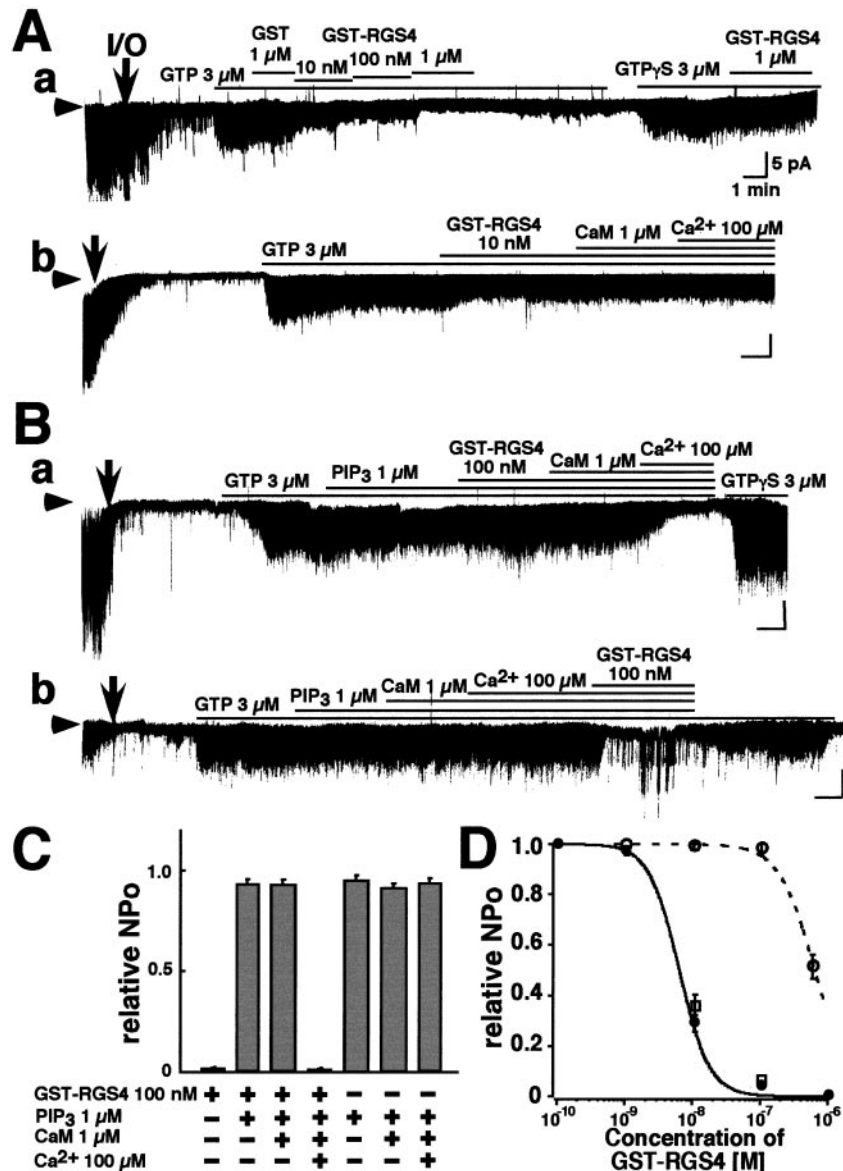 A
I/O
a
GTP 3 µM
GST
1 µM
GST-RGS4
10 nM
100 nM
1 µM
GTPγS 3 µM
GST-RGS4
1 µM
5 pA
1 min
b
GTP 3 µM
GST-RGS4
10 nM
CaM 1 µM
Ca2+ 100 µM
B
a
GTP 3 µM
PIP3 1 µM
GST-RGS4
100 nM
CaM 1 µM
Ca2+ 100 µM
GTPγS 3 µM
b
GTP 3 µM
PIP3 1 µM
CaM 1 µM
Ca2+ 100 µM
GST-RGS4
100 nM
C
relative NPo
1.0
0.5
0
GST-RGS4 100 nM + + + + - - -
PIP3 1 µM - + + + + + +
CaM 1 µM - - + + - + +
Ca2+ 100 µM - - - + - - +
D
relative NPo
1.0
0.8
0.6
0.4
0.2
0
10-10 10-9 10-8 10-7 10-6
Concentration of
GST-RGS4 [M]